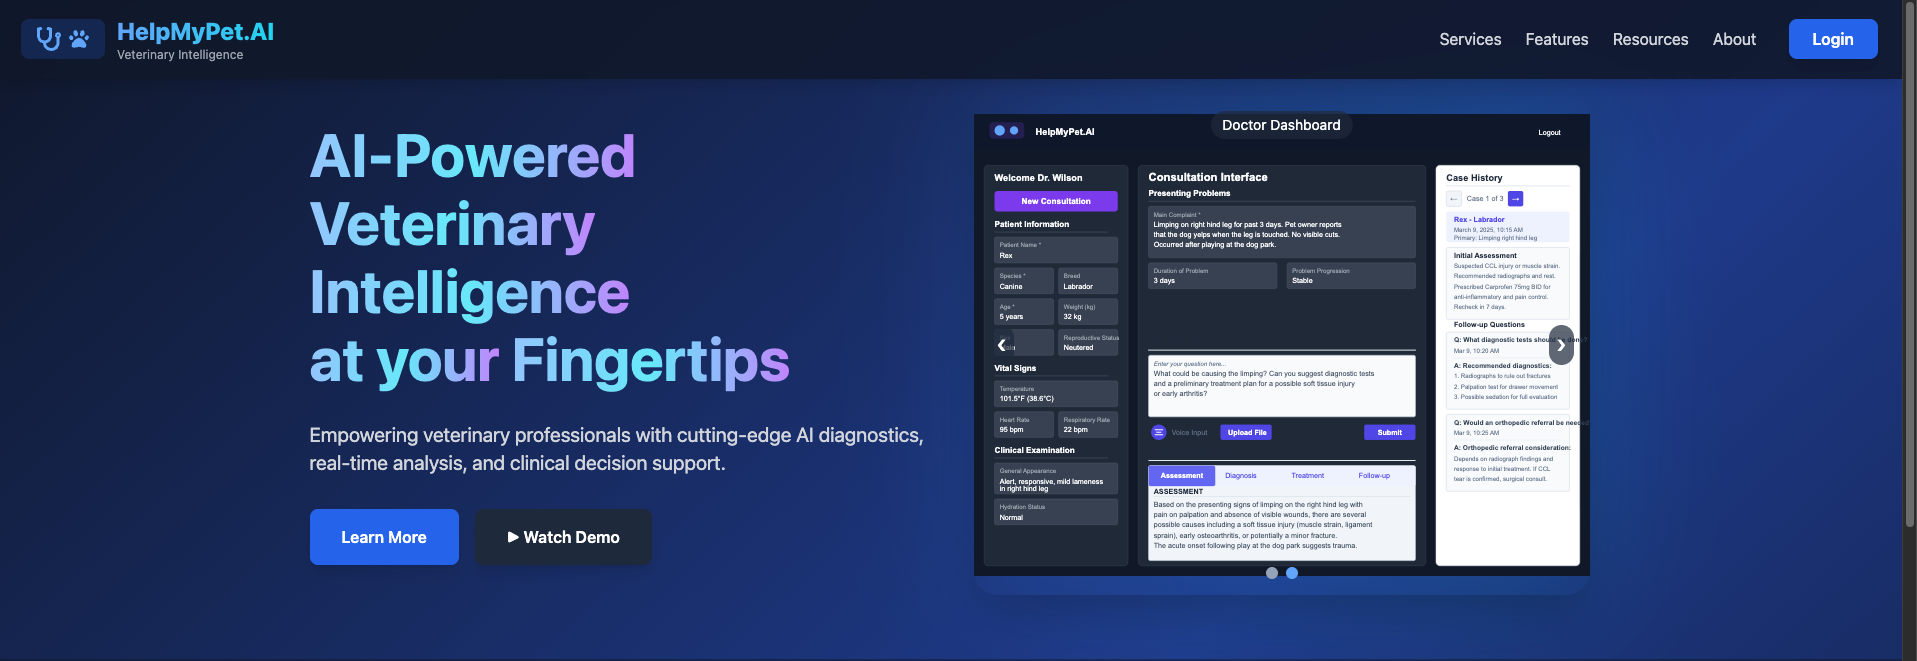 HelpMyPet.AI
Veterinary Intelligence
Services
Features
Resources
About
Login
AI-Powered
Veterinary
Intelligence
at your Fingertips
Empowering veterinary professionals with cutting-edge AI diagnostics,
real-time analysis, and clinical decision support.
Learn More
Watch Demo
HelpMyPet.AI
Doctor Dashboard
Logout
Welcome Dr. Wilson
New Consultation
Patient Information
Patient Name *
Rex
Species *
Canine
Breed
Labrador
Age *
5 years
Weight (kg)
32 kg
Reproductive Status
Neutered
Vital Signs
Temperature
101.5°F (38.6°C)
Heart Rate
95 bpm
Respiratory Rate
22 bpm
Clinical Examination
General Appearance
Alert, responsive, mild lameness
in right hind leg
Hydration Status
Normal
Consultation Interface
Presenting Problems
Main Complaint *
Limping on right hind leg for past 3 days. Pet owner reports
that the dog yelps when the leg is touched. No visible cuts.
Occurred after playing at the dog park.
Duration of Problem
3 days
Problem Progression
Stable
Enter your question here...
What could be causing the limping? Can you suggest diagnostic tests
and a preliminary treatment plan for a possible soft tissue injury
or early arthritis?
Voice Input
Upload File
Submit
Assessment
Diagnosis
Treatment
Follow-up
ASSESSMENT
Based on the presenting signs of limping on the right hind leg with
pain on palpation and absence of visible wounds, there are several
possible causes including a soft tissue injury (muscle strain, ligament
sprain), early osteoarthritis, or potentially a minor fracture.
The acute onset following play at the dog park suggests trauma.
Case History
← Case 1 of 3 →
Rex - Labrador
March 9, 2025, 10:15 AM
Primary: Limping right hind leg
Initial Assessment
Suspected CCL injury or muscle strain.
Recommended radiographs and rest.
Prescribed Carprofen 75mg BID for
anti-inflammatory and pain control.
Recheck in 7 days.
Follow-up Questions
Q: What diagnostic tests should be done?
Mar 9, 10:20 AM
A: Recommended diagnostics:
1. Radiographs to rule out fractures
2. Palpation test for drawer movement
3. Possible sedation for full evaluation
Q: Would an orthopedic referral be needed
Mar 9, 10:25 AM
A: Orthopedic referral consideration:
Depends on radiograph findings and
response to initial treatment. If CCL
tear is confirmed, surgical consult.